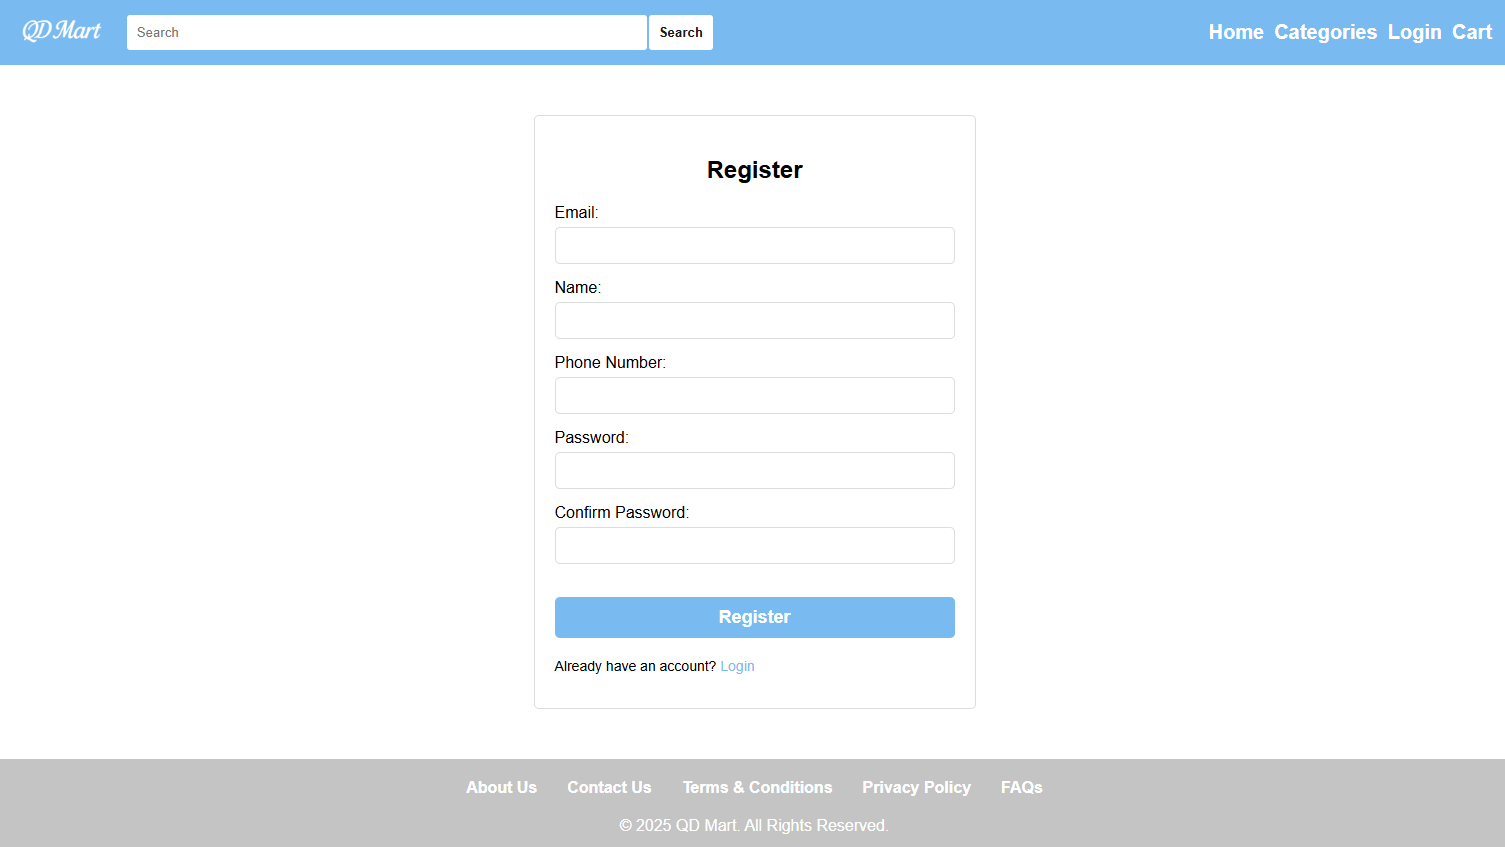 QD Mart Search Search Home Categories Login Cart
Register
Email:
Name:
Phone Number:
Password:
Confirm Password:
Register
Already have an account? Login
About Us Contact Us Terms & Conditions Privacy Policy FAQs
© 2025 QD Mart. All Rights Reserved.